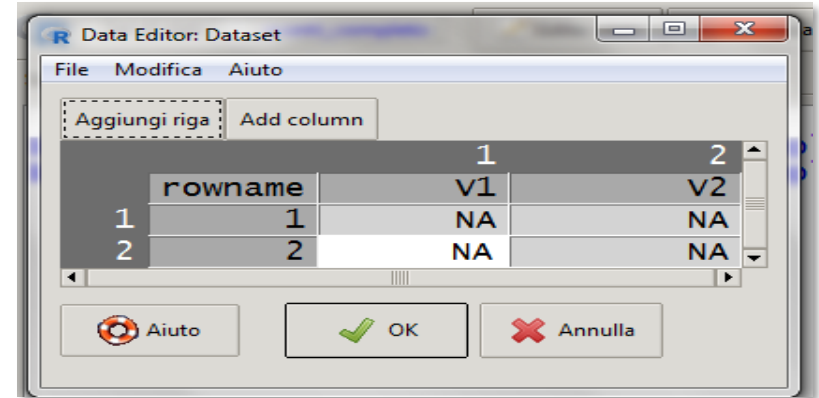 R Data Editor: Dataset
File Modifica Aiuto
Aggiungi riga Add column
1 2
rowname V1 V2
1 1 NA NA
2 2 NA NA
Aiuto OK Annulla